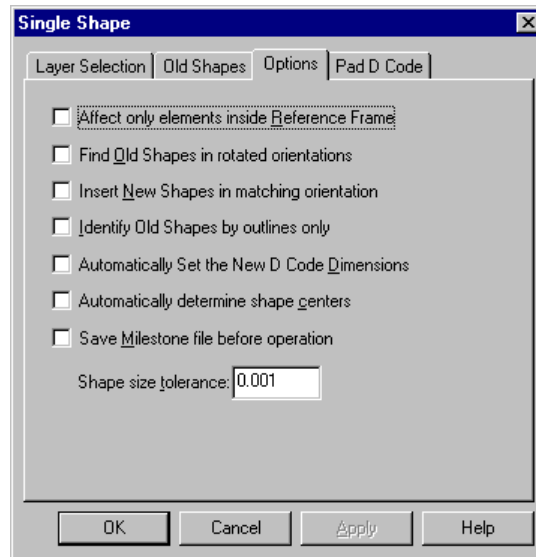 Single Shape
Layer Selection Old Shapes Options Pad D Code
Affect only elements inside Reference Frame
Find Old Shapes in rotated orientations
Insert New Shapes in matching orientation
Identify Old Shapes by outlines only
Automatically Set the New D Code Dimensions
Automatically determine shape centers
Save Milestone file before operation
Shape size tolerance: 0.001
OK Cancel Apply Help